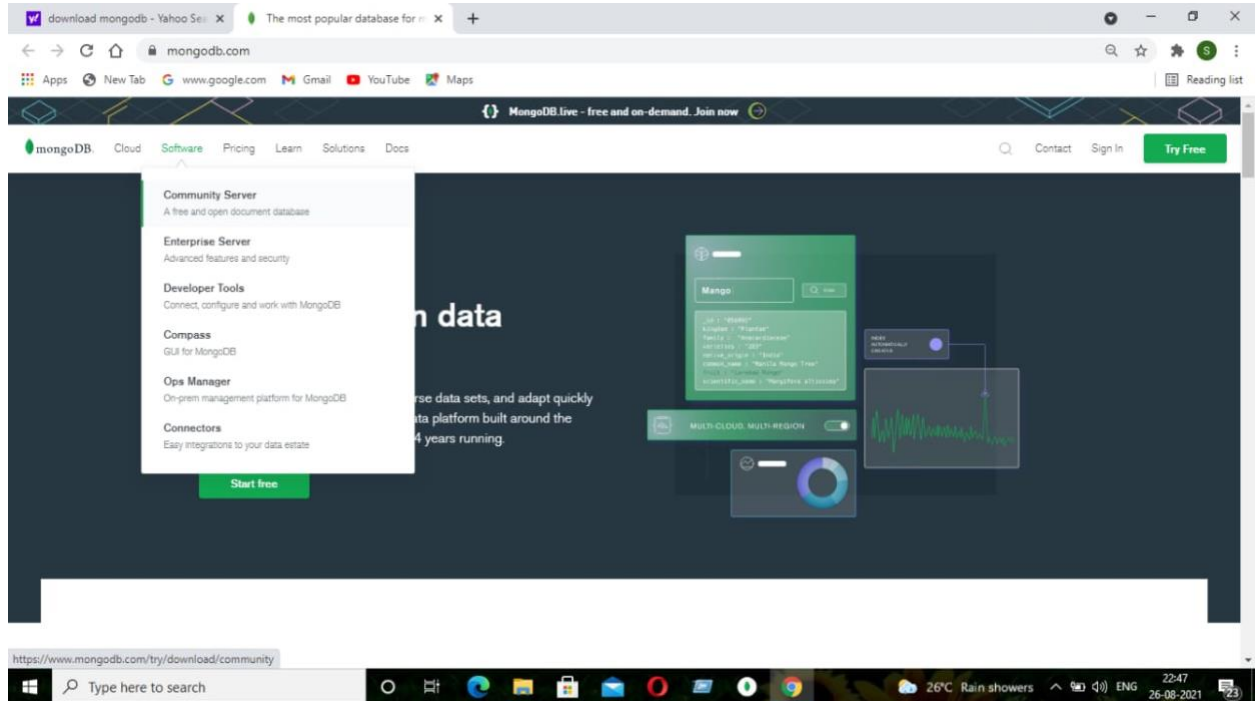 download mongodb - Yahoo Sea
The most popular database for m
mongodb.com
S
Apps
New Tab
www.google.com
Gmail
YouTube
Maps
Reading list
MongoDB.live - free and on-demand. Join now
mongoDB.
Cloud
Software
Pricing
Learn
Solutions
Docs
Contact
Sign In
Try Free
Community Server
A free and open document database
Enterprise Server
Advanced features and security
Developer Tools
Connect, configure and work with MongoDB
Compass
GUI for MongoDB
Ops Manager
On-prem management platform for MongoDB
Connectors
Easy integrations to your data estate
n data
rse data sets, and adapt quickly
ata platform built around the
4 years running.
Start free
Mango
MULTI-CLOUD, MULTI-REGION
https://www.mongodb.com/try/download/community
Type here to search
26°C Rain showers
ENG
22:47
26-08-2021
23